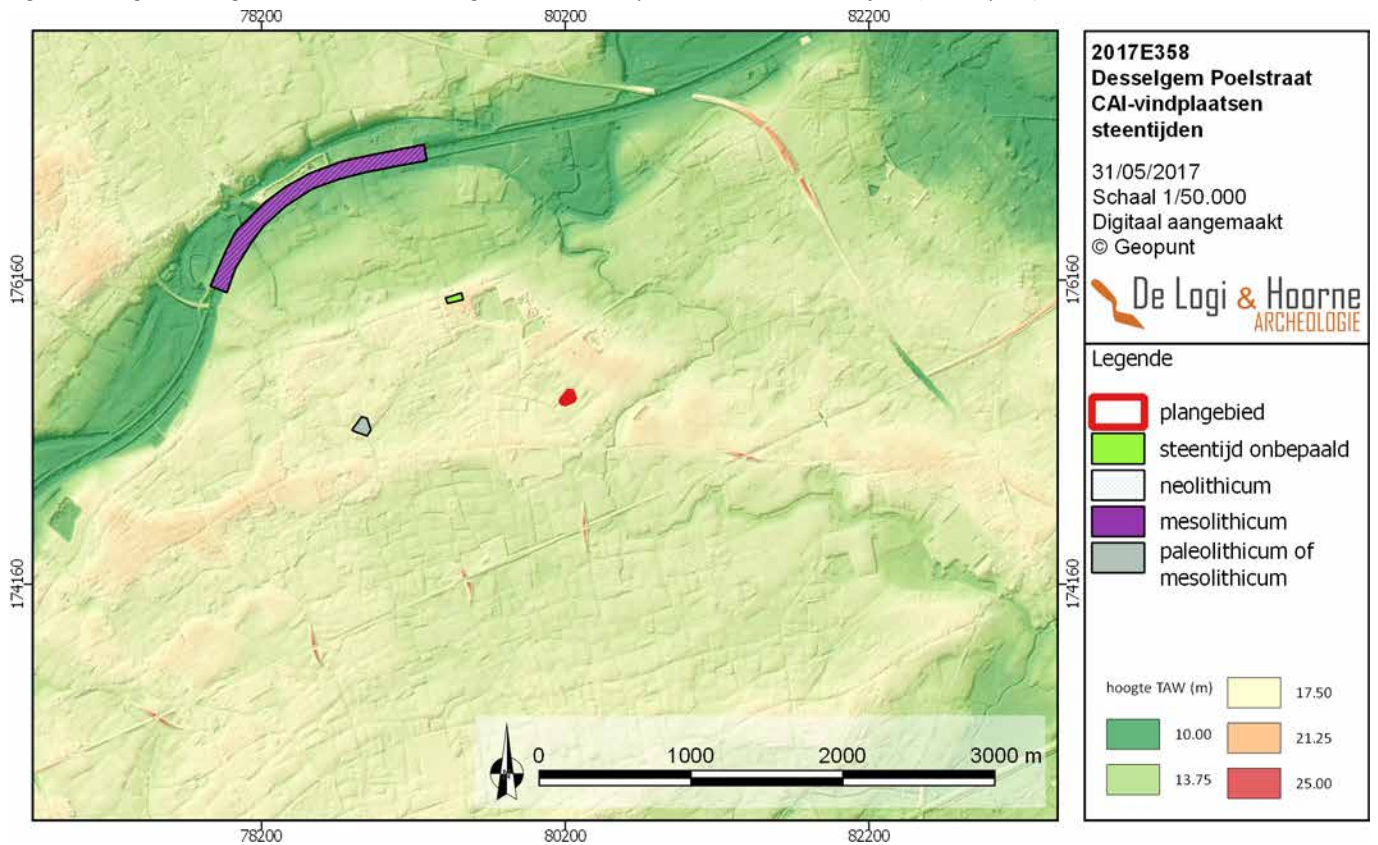 78200
80200
82200
176160
174160
176160
174160
78200
80200
82200
0
1000
2000
3000 m
2017E358
Desselgem Poelstraat
CAI-vindplaatsen
steentijden
31/05/2017
Schaal 1/50.000
Digitaal aangemaakt
© Geopunt
De Logi & Hoorne
ARCHEOLOGIE
Legende
plangebied
steentijd onbepaald
neolithicum
mesolithicum
paleolithicum of
mesolithicum
hoogte TAW (m)
17.50
10.00
21.25
13.75
25.00